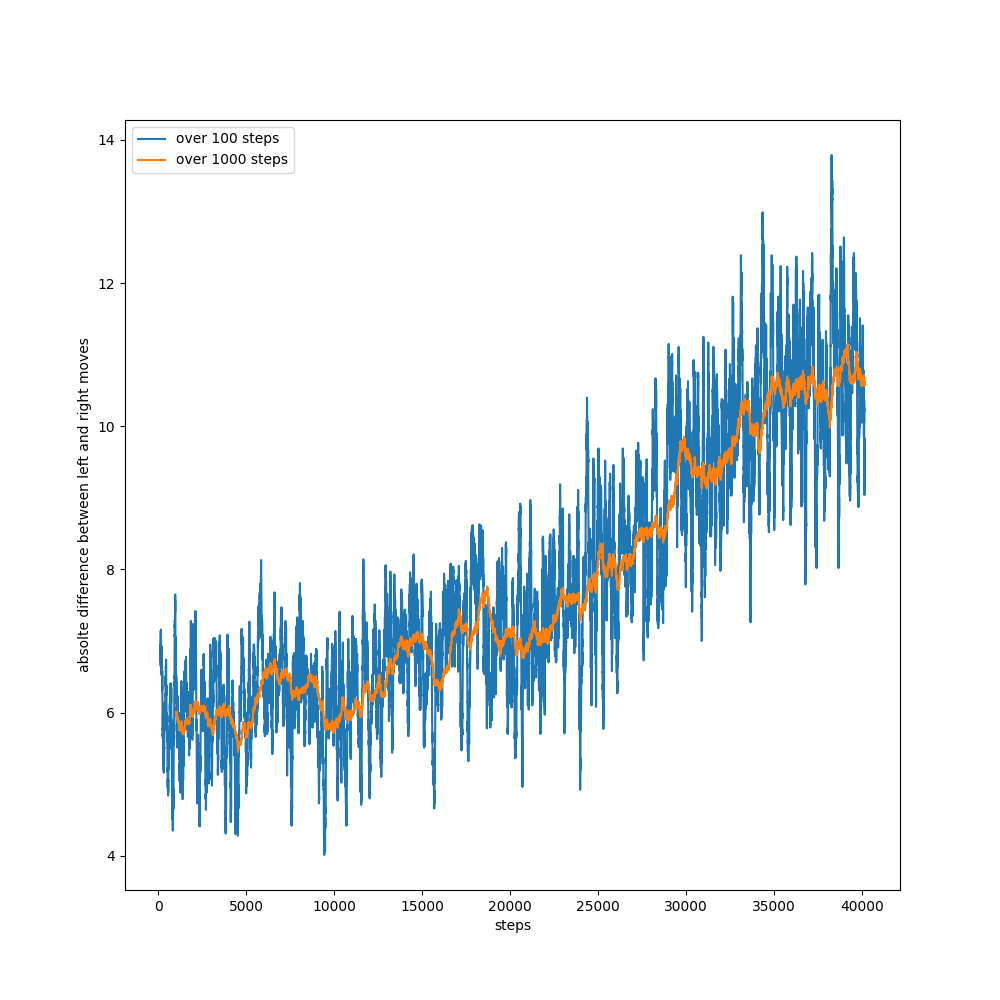 over 100 steps
over 1000 steps
absolte difference between left and right moves
14
12
10
8
6
4
0 5000 10000 15000 20000 25000 30000 35000 40000
steps